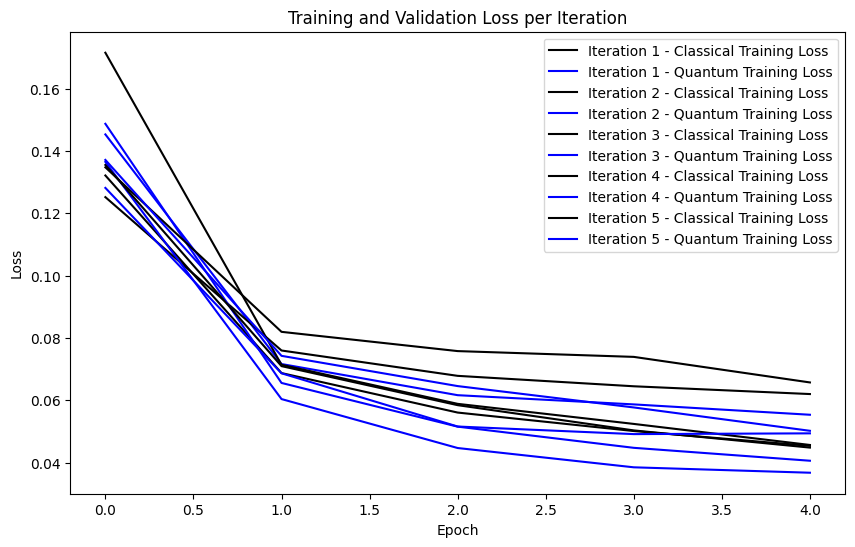 Training and Validation Loss per Iteration
Iteration 1 - Classical Training Loss
Iteration 1 - Quantum Training Loss
Iteration 2 - Classical Training Loss
Iteration 2 - Quantum Training Loss
Iteration 3 - Classical Training Loss
Iteration 3 - Quantum Training Loss
Iteration 4 - Classical Training Loss
Iteration 4 - Quantum Training Loss
Iteration 5 - Classical Training Loss
Iteration 5 - Quantum Training Loss
Loss
0.16
0.14
0.12
0.10
0.08
0.06
0.04
0.0 0.5 1.0 1.5 2.0 2.5 3.0 3.5 4.0
Epoch